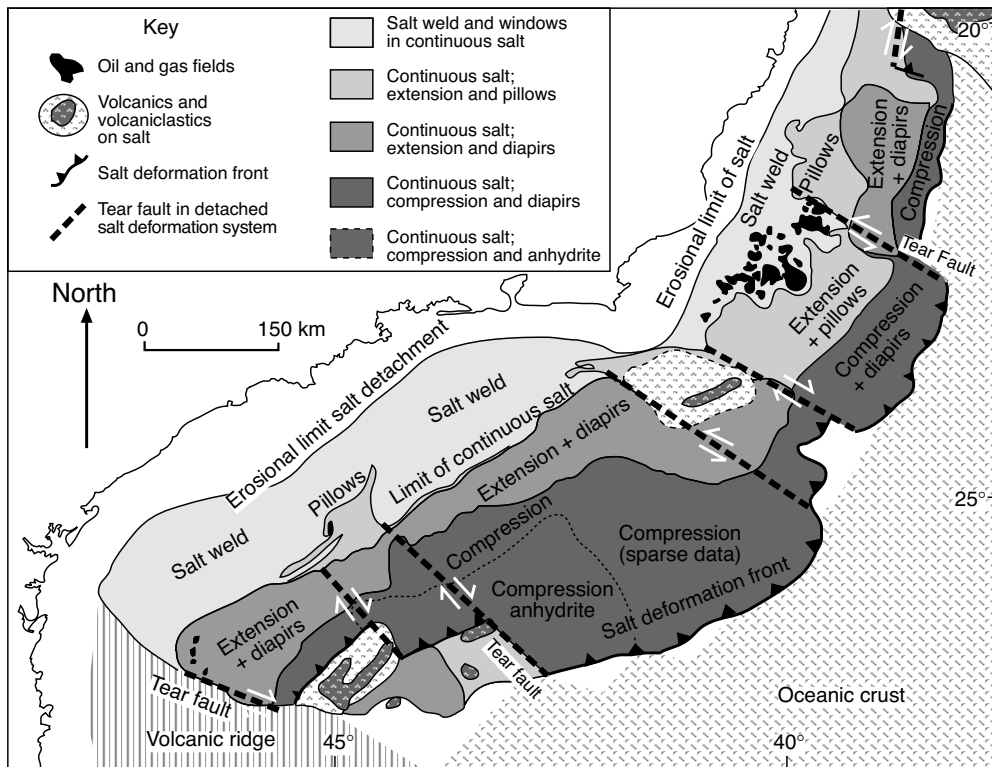 Key
Oil and gas fields
Volcanics and
volcaniclastics
on salt
Salt deformation front
Tear fault in detached
salt deformation system
Salt weld and windows
in continuous salt
Continuous salt;
extension and pillows
Continuous salt;
extension and diapirs
Continuous salt;
compression and diapirs
Continuous salt;
compression and anhydrite
20°
North
0 150 km
Erosional limit of salt
Salt weld
Pillows
Extension
+ diapirs
Compression
Tear Fault
Extension
+ pillows
Compression
+ diapirs
Erosional limit salt detachment
Salt weld
Limit of continuous salt
Extension + diapirs
Pillows
Salt weld
25°
Compression
Compression
(sparse data)
Compression
anhydrite
Salt deformation front
Extension
+ diapirs
Tear fault
Tear fault
Oceanic crust
Volcanic ridge
45°
40°